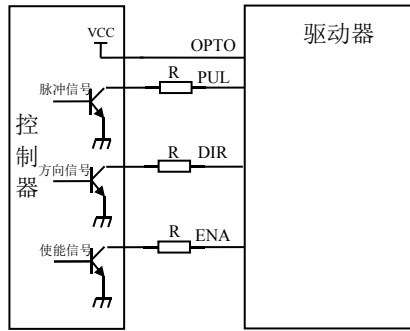 VCC
OPTO
驱动器
R PUL
脉冲信号
控制器
R DIR
方向信号
R ENA
使能信号